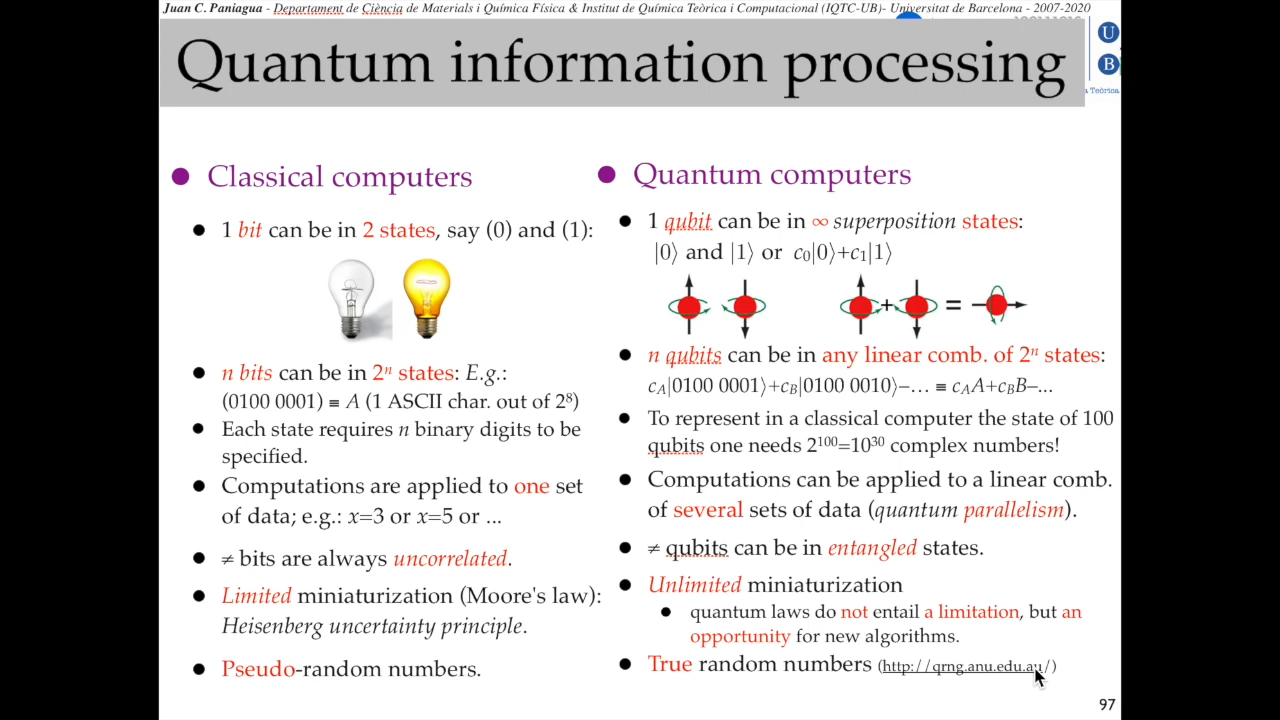 Juan C. Paniagua - Departament de Ciència de Materials i Química Física & Institut de Química Teòrica i Computacional (IQTC-UB)- Universitat de Barcelona - 2007-2020
U
B
a Teòrica
Quantum information processing
Classical computers
1 bit can be in 2 states, say (0) and (1):
n bits can be in 2ⁿ states: E.g.:
(0100 0001) ≡ A (1 ASCII char. out of 2⁸)
Each state requires n binary digits to be
specified.
Computations are applied to one set
of data; e.g.: x=3 or x=5 or ...
≠ bits are always uncorrelated.
Limited miniaturization (Moore's law):
Heisenberg uncertainty principle.
Pseudo-random numbers.
Quantum computers
1 qubit can be in ∞ superposition states:
|0⟩ and |1⟩ or c₀|0⟩+c₁|1⟩
+ =
n qubits can be in any linear comb. of 2ⁿ states:
c_A|0100 0001⟩+c_B|0100 0010⟩–… ≡ c_AA+c_BB–...
To represent in a classical computer the state of 100
qubits one needs 2¹⁰⁰=10³⁰ complex numbers!
Computations can be applied to a linear comb.
of several sets of data (quantum parallelism).
≠ qubits can be in entangled states.
Unlimited miniaturization
quantum laws do not entail a limitation, but an
opportunity for new algorithms.
True random numbers (http://qrng.anu.edu.au/)
97